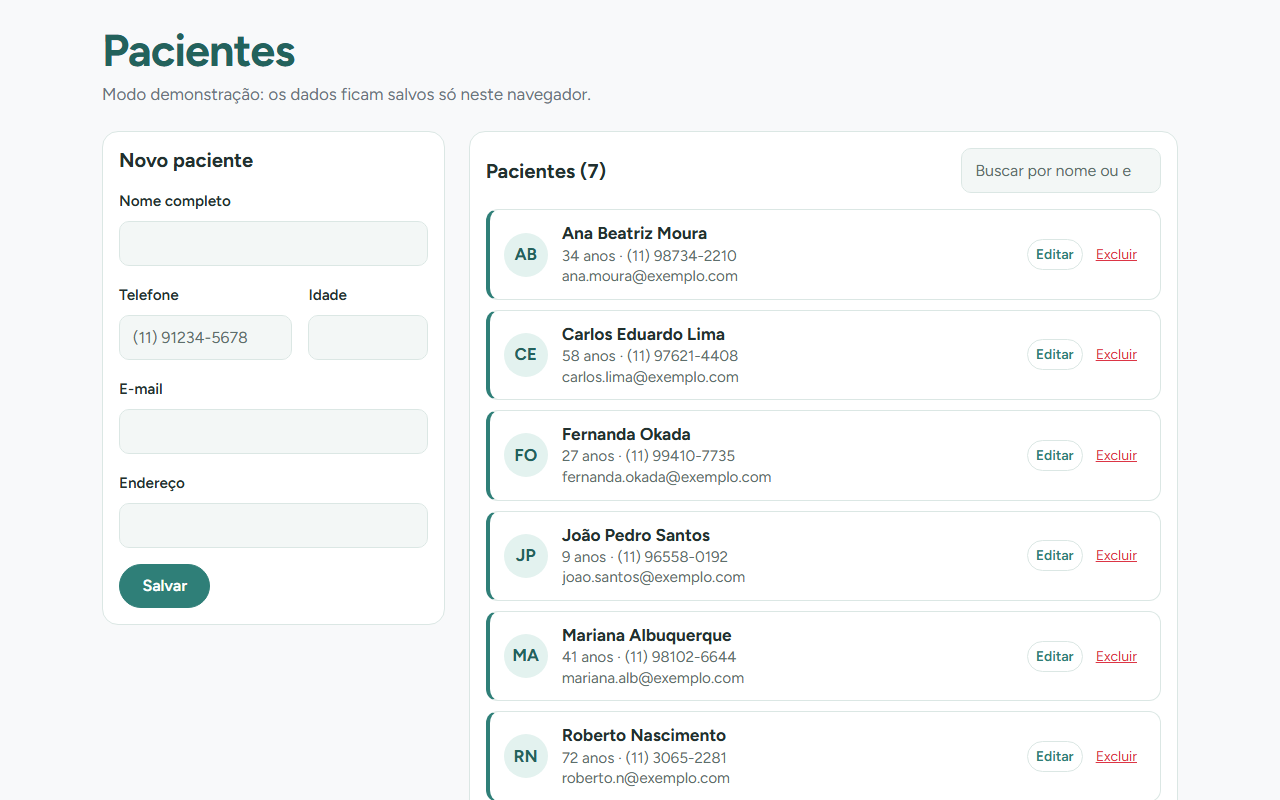 Pacientes
Modo demonstração: os dados ficam salvos só neste navegador.
Novo paciente
Nome completo
Telefone
Idade
(11) 91234-5678
E-mail
Endereço
Salvar
Pacientes (7)
Buscar por nome ou e
AB
Ana Beatriz Moura
34 anos · (11) 98734-2210
ana.moura@exemplo.com
Editar
Excluir
CE
Carlos Eduardo Lima
58 anos · (11) 97621-4408
carlos.lima@exemplo.com
Editar
Excluir
FO
Fernanda Okada
27 anos · (11) 99410-7735
fernanda.okada@exemplo.com
Editar
Excluir
JP
João Pedro Santos
9 anos · (11) 96558-0192
joao.santos@exemplo.com
Editar
Excluir
MA
Mariana Albuquerque
41 anos · (11) 98102-6644
mariana.alb@exemplo.com
Editar
Excluir
RN
Roberto Nascimento
72 anos · (11) 3065-2281
roberto.n@exemplo.com
Editar
Excluir